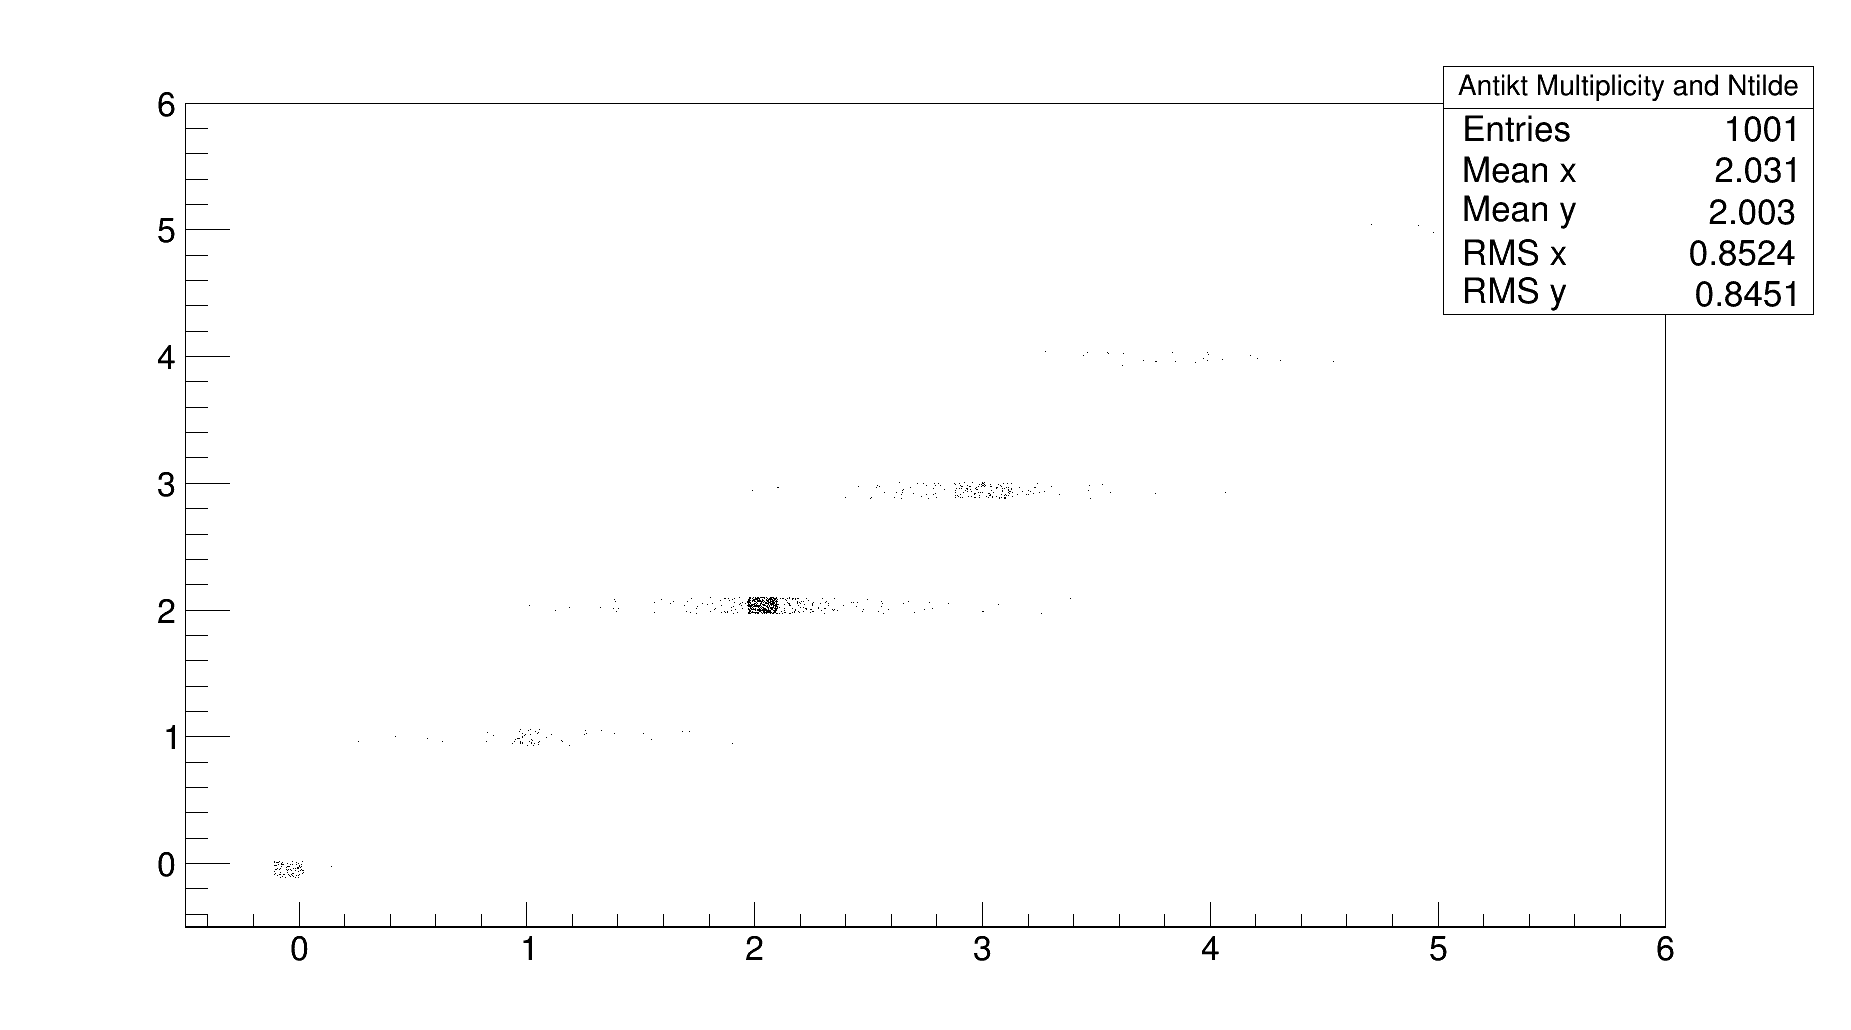 Antikt Multiplicity and Ntilde
Entries 1001
Mean x 2.031
Mean y 2.003
RMS x 0.8524
RMS y 0.8451
6
5
4
3
2
1
0
0 1 2 3 4 5 6